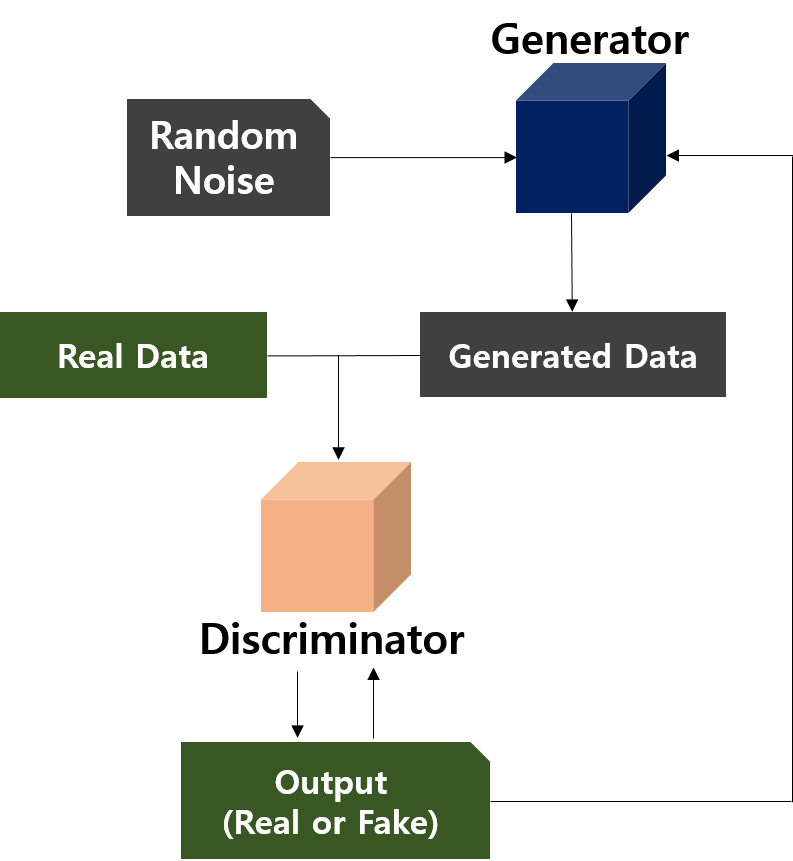 Generator
Random
Noise
Real Data
Generated Data
Discriminator
Output
(Real or Fake)